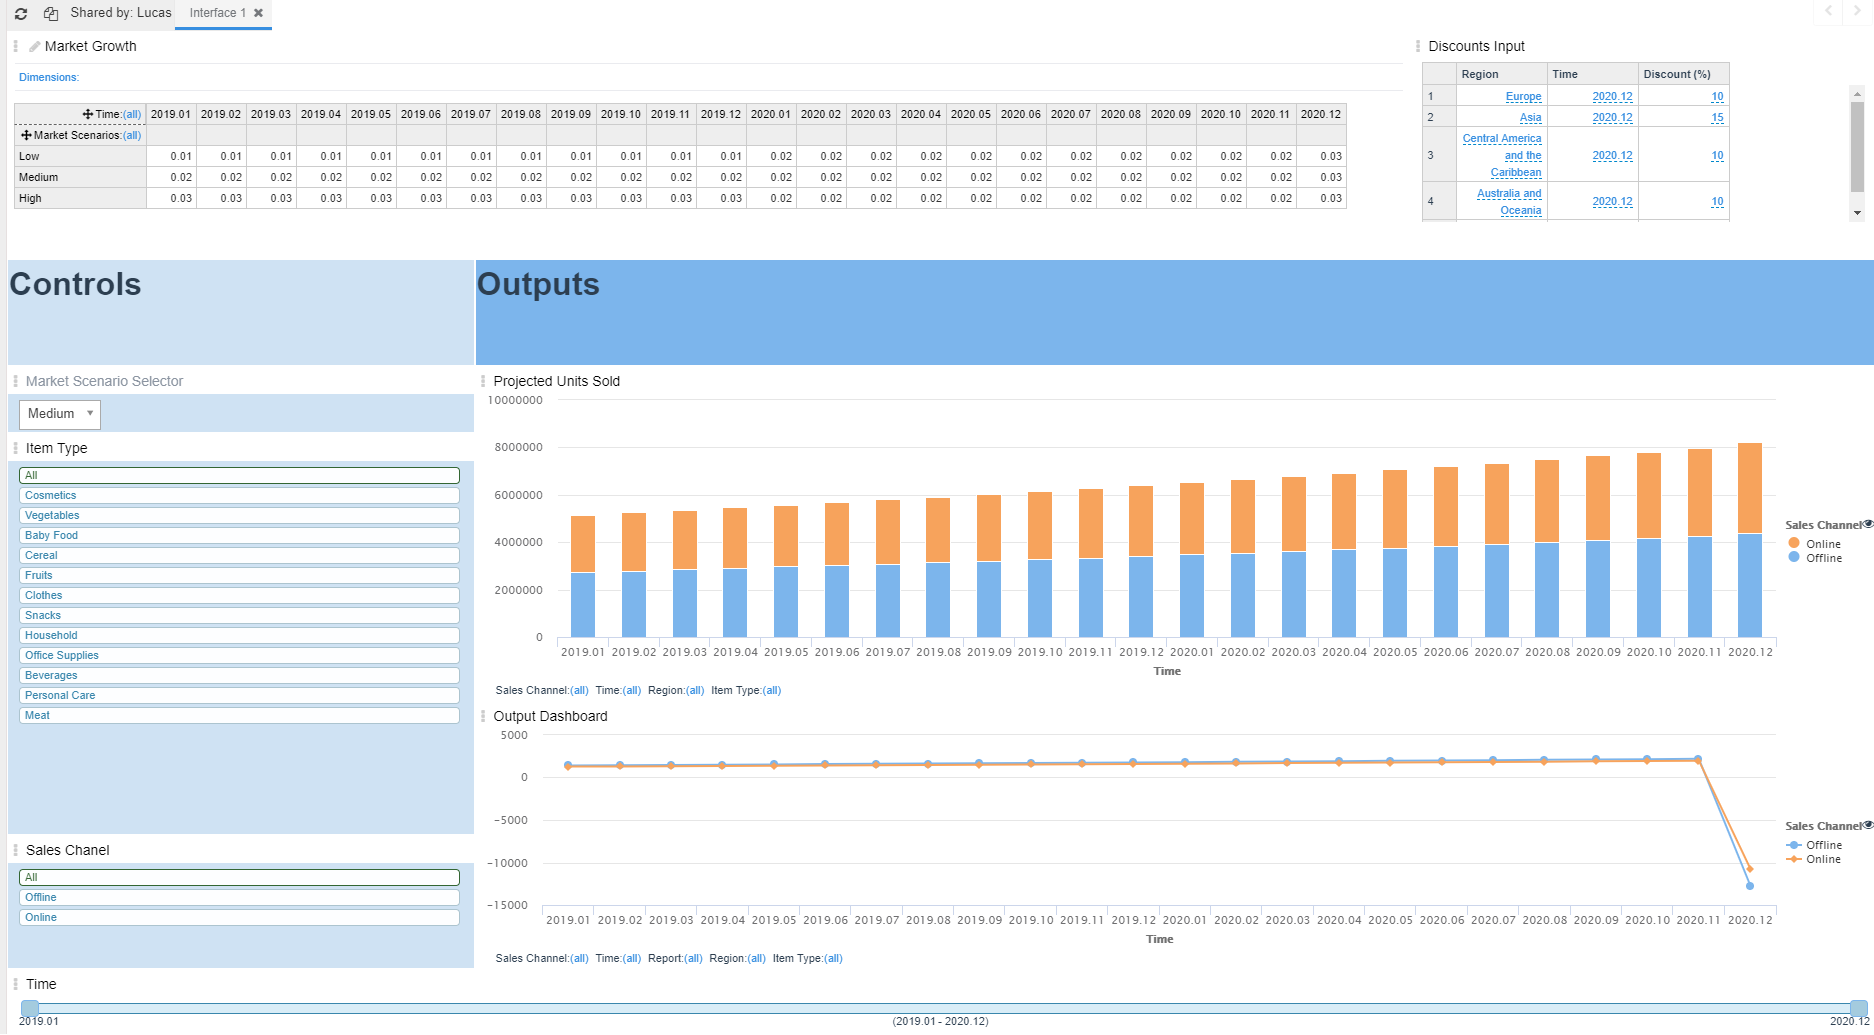 Shared by: Lucas Interface 1
Market Growth
Dimensions:
Time:(all) 2019.01 2019.02 2019.03 2019.04 2019.05 2019.06 2019.07 2019.08 2019.09 2019.10 2019.11 2019.12 2020.01 2020.02 2020.03 2020.04 2020.05 2020.06 2020.07 2020.08 2020.09 2020.10 2020.11 2020.12
Market Scenarios:(all)
Low 0.01 0.01 0.01 0.01 0.01 0.01 0.01 0.01 0.01 0.01 0.01 0.01 0.02 0.02 0.02 0.02 0.02 0.02 0.02 0.02 0.02 0.02 0.02 0.03
Medium 0.02 0.02 0.02 0.02 0.02 0.02 0.02 0.02 0.02 0.02 0.02 0.02 0.02 0.02 0.02 0.02 0.02 0.02 0.02 0.02 0.02 0.02 0.02 0.03
High 0.03 0.03 0.03 0.03 0.03 0.03 0.03 0.03 0.03 0.03 0.03 0.03 0.02 0.02 0.02 0.02 0.02 0.02 0.02 0.02 0.02 0.02 0.02 0.03
Discounts Input
Region Time Discount (%)
1 Europe 2020.12 10
2 Asia 2020.12 15
Central America
3 and the 2020.12 10
Caribbean
Australia and
4 Oceania 2020.12 10
Controls
Outputs
Market Scenario Selector
Medium
Item Type
All
Cosmetics
Vegetables
Baby Food
Cereal
Fruits
Clothes
Snacks
Household
Office Supplies
Beverages
Personal Care
Meat
Sales Chanel
All
Offline
Online
Projected Units Sold
10000000
8000000
6000000
4000000
2000000
0
2019.01 2019.02 2019.03 2019.04 2019.05 2019.06 2019.07 2019.08 2019.09 2019.10 2019.11 2019.12 2020.01 2020.02 2020.03 2020.04 2020.05 2020.06 2020.07 2020.08 2020.09 2020.10 2020.11 2020.12
Time
Sales Channel
Online
Offline
Sales Channel:(all) Time:(all) Region:(all) Item Type:(all)
Output Dashboard
5000
0
-5000
-10000
-15000
2019.01 2019.02 2019.03 2019.04 2019.05 2019.06 2019.07 2019.08 2019.09 2019.10 2019.11 2019.12 2020.01 2020.02 2020.03 2020.04 2020.05 2020.06 2020.07 2020.08 2020.09 2020.10 2020.11 2020.12
Time
Sales Channel
Offline
Online
Sales Channel:(all) Time:(all) Report:(all) Region:(all) Item Type:(all)
Time
2019.01 (2019.01 - 2020.12) 2020.12